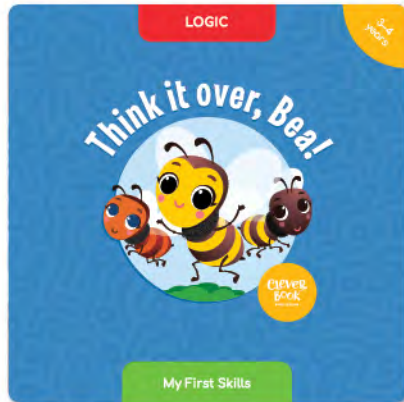 LOGIC
3-4
years
Think it over, Bea!
CLEVER
BOOK
My First Skills